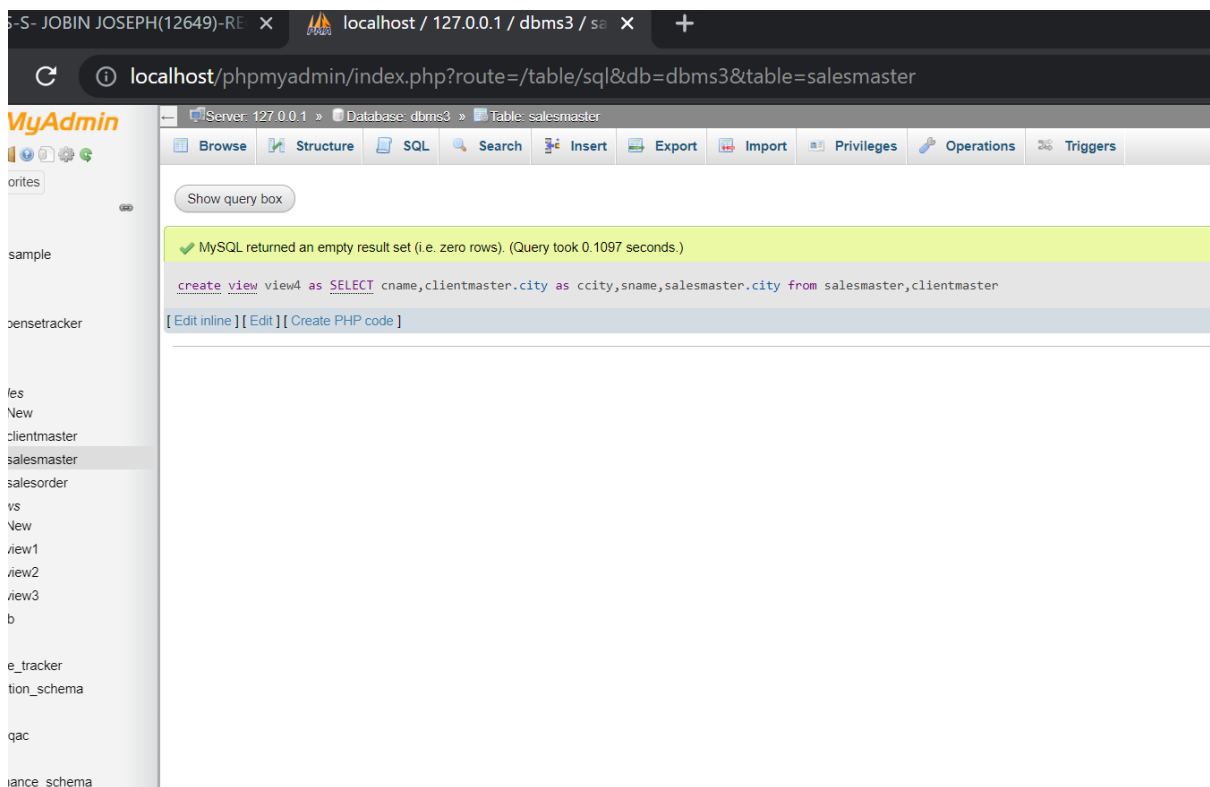 S-S- JOBIN JOSEPH(12649)-RE
localhost / 127.0.0.1 / dbms3 / sa
localhost/phpmyadmin/index.php?route=/table/sql&db=dbms3&table=salesmaster
MyAdmin
orites
sample
pensetracker
les
New
clientmaster
salesmaster
salesorder
ws
New
view1
view2
view3
b
e_tracker
tion_schema
qac
nance_schema
Server: 127.0.0.1 » Database: dbms3 » Table: salesmaster
Browse Structure SQL Search Insert Export Import Privileges Operations Triggers
Show query box
MySQL returned an empty result set (i.e. zero rows). (Query took 0.1097 seconds.)
create view view4 as SELECT cname,clientmaster.city as ccity,sname,salesmaster.city from salesmaster,clientmaster
[ Edit inline ] [ Edit ] [ Create PHP code ]